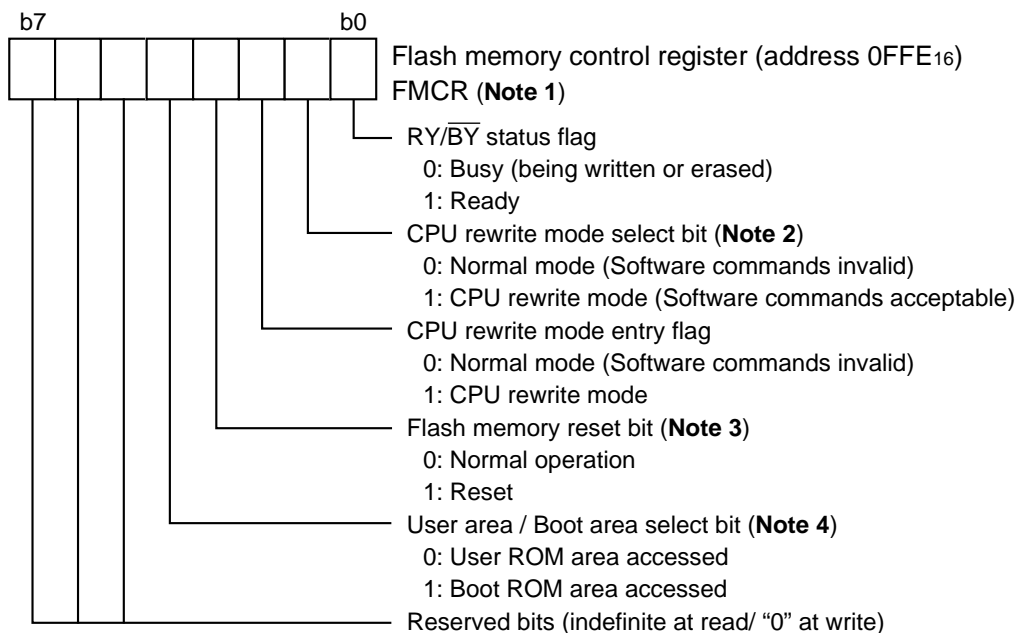 b7 b0
Flash memory control register (address 0FFE16)
FMCR (Note 1)
RY/BY status flag
0: Busy (being written or erased)
1: Ready
CPU rewrite mode select bit (Note 2)
0: Normal mode (Software commands invalid)
1: CPU rewrite mode (Software commands acceptable)
CPU rewrite mode entry flag
0: Normal mode (Software commands invalid)
1: CPU rewrite mode
Flash memory reset bit (Note 3)
0: Normal operation
1: Reset
User area / Boot area select bit (Note 4)
0: User ROM area accessed
1: Boot ROM area accessed
Reserved bits (indefinite at read/ “0” at write)